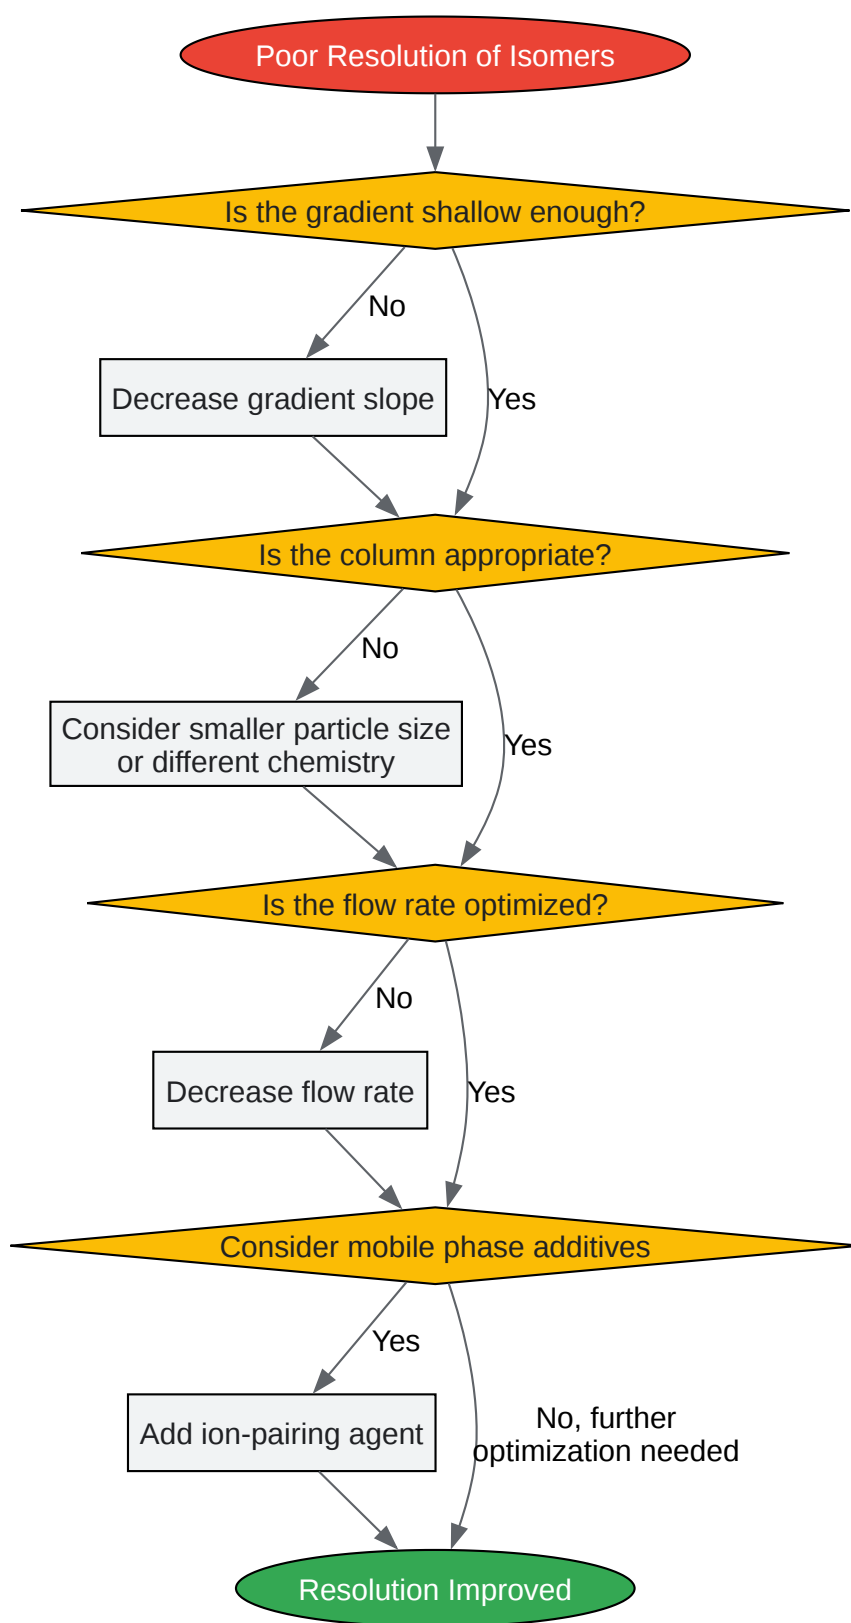 Poor Resolution of Isomers
Is the gradient shallow enough?
No
Decrease gradient slope
Yes
Is the column appropriate?
No
Consider smaller particle size
or different chemistry
Yes
Is the flow rate optimized?
No
Decrease flow rate
Yes
Consider mobile phase additives
Yes
Add ion-pairing agent
No, further
optimization needed
Resolution Improved